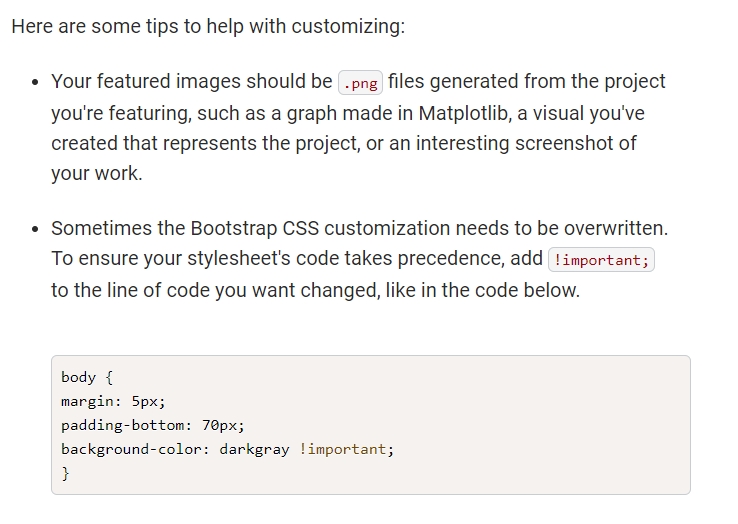 Here are some tips to help with customizing:
• Your featured images should be .png files generated from the project
you're featuring, such as a graph made in Matplotlib, a visual you've
created that represents the project, or an interesting screenshot of
your work.
• Sometimes the Bootstrap CSS customization needs to be overwritten.
To ensure your stylesheet's code takes precedence, add !important;
to the line of code you want changed, like in the code below.
body {
margin: 5px;
padding-bottom: 70px;
background-color: darkgray !important;
}